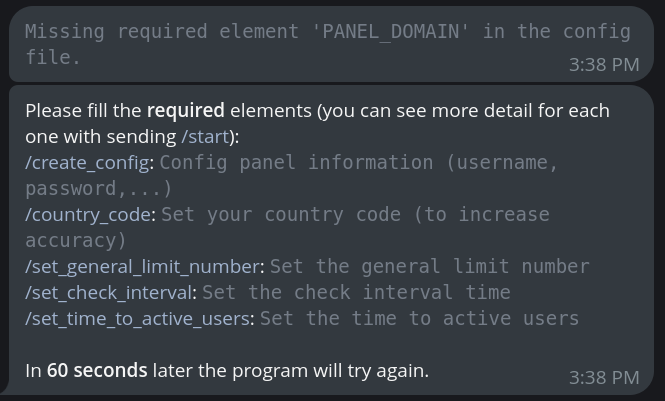 Missing required element 'PANEL_DOMAIN' in the config
file.
3:38 PM
Please fill the required elements (you can see more detail for each
one with sending /start):
/create_config: Config panel information (username,
password,...)
/country_code: Set your country code (to increase
accuracy)
/set_general_limit_number: Set the general limit number
/set_check_interval: Set the check interval time
/set_time_to_active_users: Set the time to active users
In 60 seconds later the program will try again.
3:38 PM